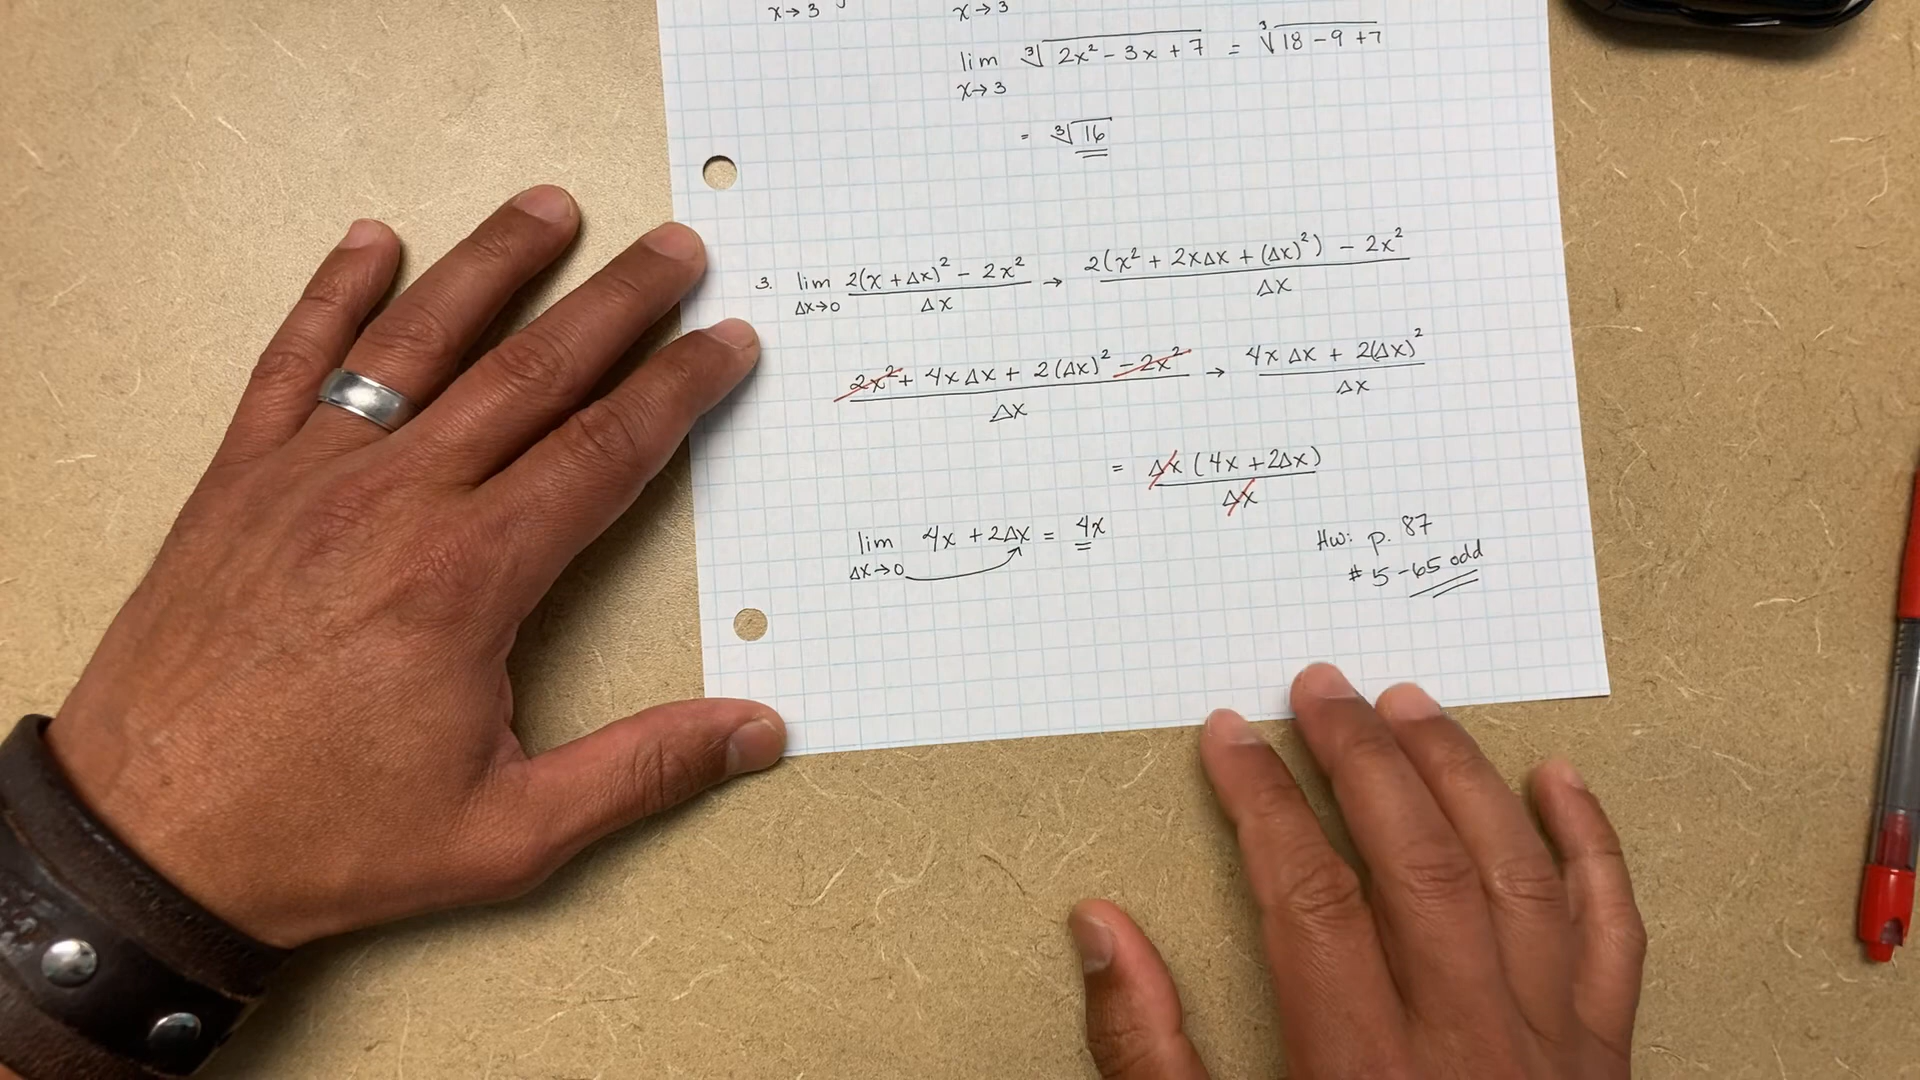 x→3 x→3
lim ∛(2x² - 3x + 7) = ∛(18 - 9 + 7)
x→3
= ∛16
3. lim 2(x + Δx)² - 2x² / Δx → 2(x² + 2xΔx + (Δx)²) - 2x² / Δx
Δx→0
2x² + 4xΔx + 2(Δx)² - 2x² / Δx → 4xΔx + 2(Δx)² / Δx
= Δx(4x + 2Δx) / Δx
lim 4x + 2Δx = 4x
Δx→0
Hw: p. 87
# 5-65 odd